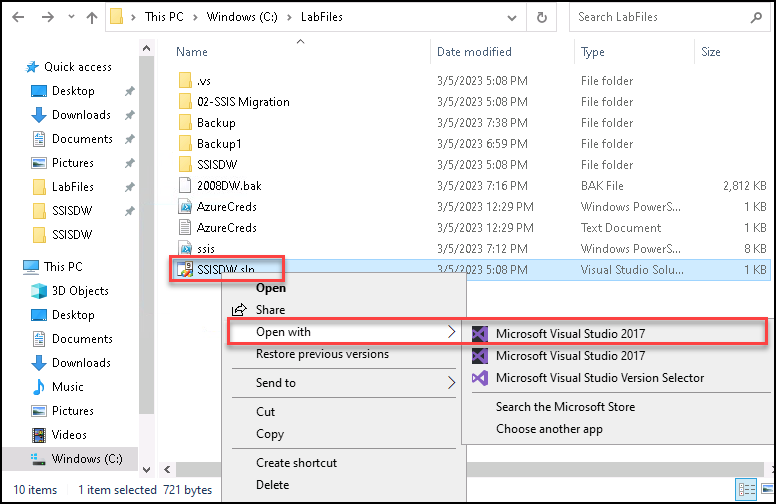 This PC > Windows (C:) > LabFiles
Search LabFiles
Name Date modified Type Size
Quick access
Desktop
Downloads
Documents
Pictures
LabFiles
SSISDW
SSISDW
This PC
3D Objects
Desktop
Documents
Downloads
Music
Pictures
Videos
Windows (C:)
.vs 3/5/2023 5:08 PM File folder
02-SSIS Migration 3/5/2023 5:08 PM File folder
Backup 3/5/2023 7:38 PM File folder
Backup1 3/5/2023 6:59 PM File folder
SSISDW 3/5/2023 5:08 PM File folder
2008DW.bak 3/5/2023 7:16 PM BAK File 2,812 KB
AzureCreds 3/5/2023 12:29 PM Windows PowerS... 1 KB
AzureCreds 3/5/2023 12:29 PM Text Document 1 KB
ssis 3/5/2023 7:12 PM Windows PowerS... 8 KB
SSISDW.sln 3/5/2023 5:08 PM Visual Studio Solu... 1 KB
Open
Share
Open with
Restore previous versions
Send to
Cut
Copy
Create shortcut
Delete
Microsoft Visual Studio 2017
Microsoft Visual Studio 2017
Microsoft Visual Studio Version Selector
Search the Microsoft Store
Choose another app
10 items 1 item selected 721 bytes